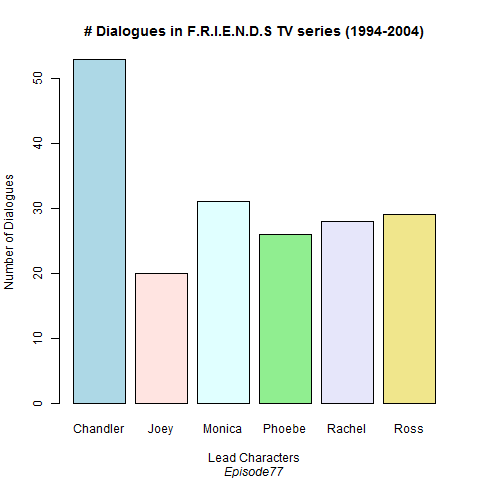 # Dialogues in F.R.I.E.N.D.S TV series (1994-2004)
Number of Dialogues
50
40
30
20
10
0
Chandler Joey Monica Phoebe Rachel Ross
Lead Characters
Episode77